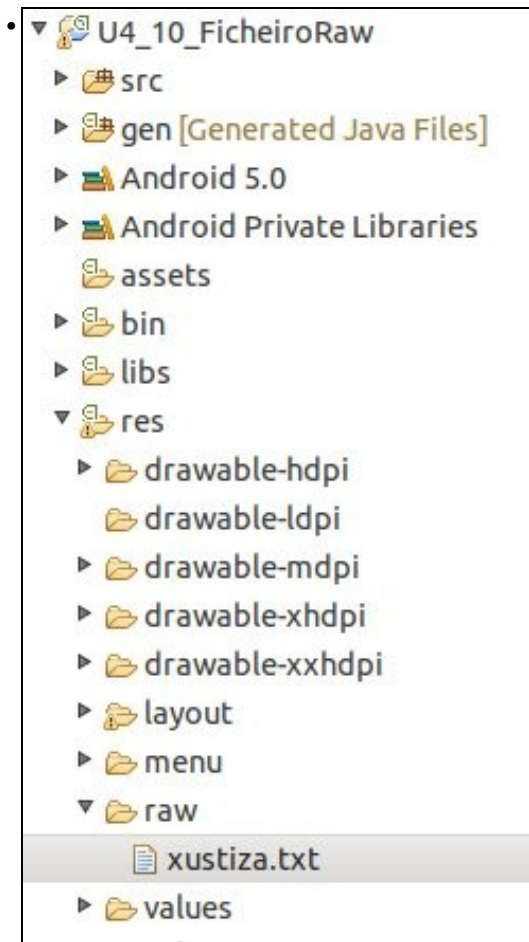 U4_10_FicheiroRaw
src
gen [Generated Java Files]
Android 5.0
Android Private Libraries
assets
bin
libs
res
drawable-hdpi
drawable-ldpi
drawable-mdpi
drawable-xhdpi
drawable-xxhdpi
layout
menu
raw
xustiza.txt
values